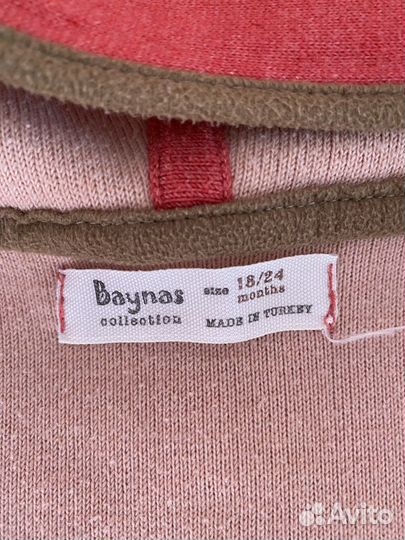 Baynas
collection
size 18/24
months
MADE IN TURKEY
Avito